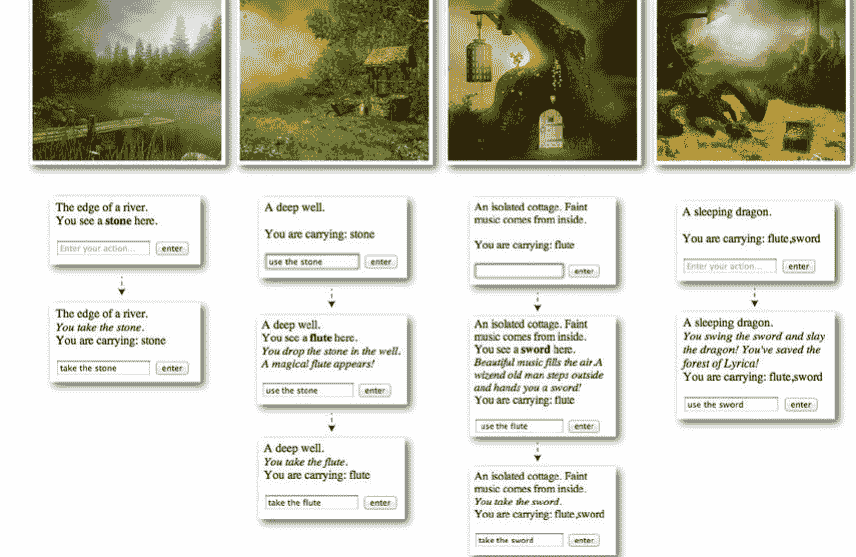 The edge of a river.
You see a stone here.
Enter your action...
enter
The edge of a river.
You take the stone.
You are carrying: stone
take the stone
enter
A deep well.
You are carrying: stone
use the stone
enter
A deep well.
You see a flute here.
You drop the stone in the well.
A magical flute appears!
use the stone
enter
A deep well.
You take the flute.
You are carrying: flute
take the flute
enter
An isolated cottage. Faint
music comes from inside.
You are carrying: flute
enter
An isolated cottage. Faint
music comes from inside.
You see a sword here.
Beautiful music fills the air.A
wizend old man steps outside
and hands you a sword!
You are carrying: flute
use the flute
enter
An isolated cottage. Faint
music comes from inside.
You take the sword.
You are carrying: flute,sword
take the sword
enter
A sleeping dragon.
You are carrying: flute,sword
Enter your action...
enter
A sleeping dragon.
You swing the sword and slay
the dragon! You've saved the
forest of Lyrica!
You are carrying: flute,sword
use the sword
enter